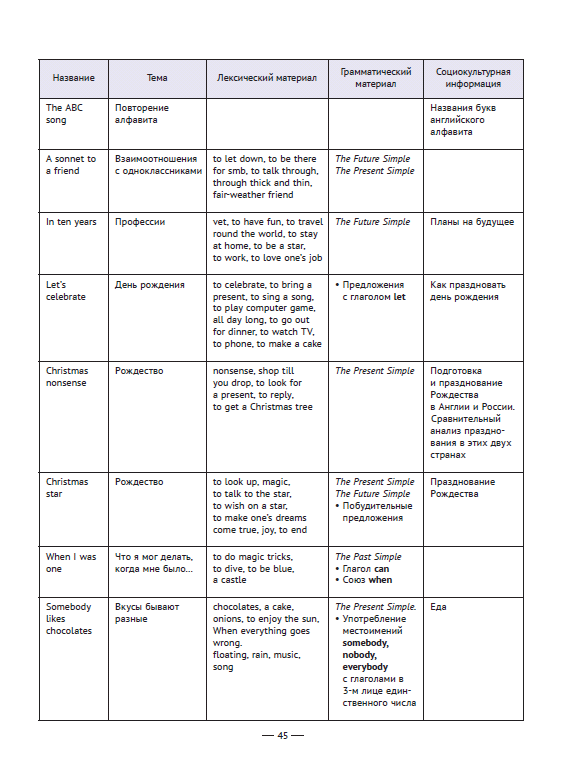 Название
Тема
Лексический материал
Грамматический
материал
Социокультурная
информация
The ABC
song
Повторение
алфавита
Названия букв
английского
алфавита
A sonnet to
a friend
Взаимоотношения
с одноклассниками
to let down, to be there
for smb, to talk through,
through thick and thin,
fair-weather friend
The Future Simple
The Present Simple
In ten years
Профессии
vet, to have fun, to travel
round the world, to stay
at home, to be a star,
to work, to love one's job
The Future Simple
Планы на будущее
Let's
celebrate
День рождения
to celebrate, to bring a
present, to sing a song,
to play computer game,
all day long, to go out
for dinner, to watch TV,
to phone, to make a cake
• Предложения
с глаголом let
Как праздновать
день рождения
Christmas
nonsense
Рождество
nonsense, shop till
you drop, to look for
a present, to reply,
to get a Christmas tree
The Present Simple
Подготовка
и празднование
Рождества
в Англии и России.
Сравнительный
анализ праздно-
вания в этих двух
странах
Christmas
star
Рождество
to look up, magic,
to talk to the star,
to wish on a star,
to make one's dreams
come true, joy, to end
The Present Simple
The Future Simple
• Побудительные
предложения
Празднование
Рождества
When I was
one
Что я мог делать,
когда мне было...
to do magic tricks,
to dive, to be blue,
a castle
The Past Simple
• Глагол can
• Союз when
Somebody
likes
chocolates
Вкусы бывают
разные
chocolates, a cake,
onions, to enjoy the sun,
When everything goes
wrong.
floating, rain, music,
song
The Present Simple.
• Употребление
местоимений
somebody,
nobody,
everybody
с глаголами в
3-м лице един-
ственного числа
Еда
— 45 —